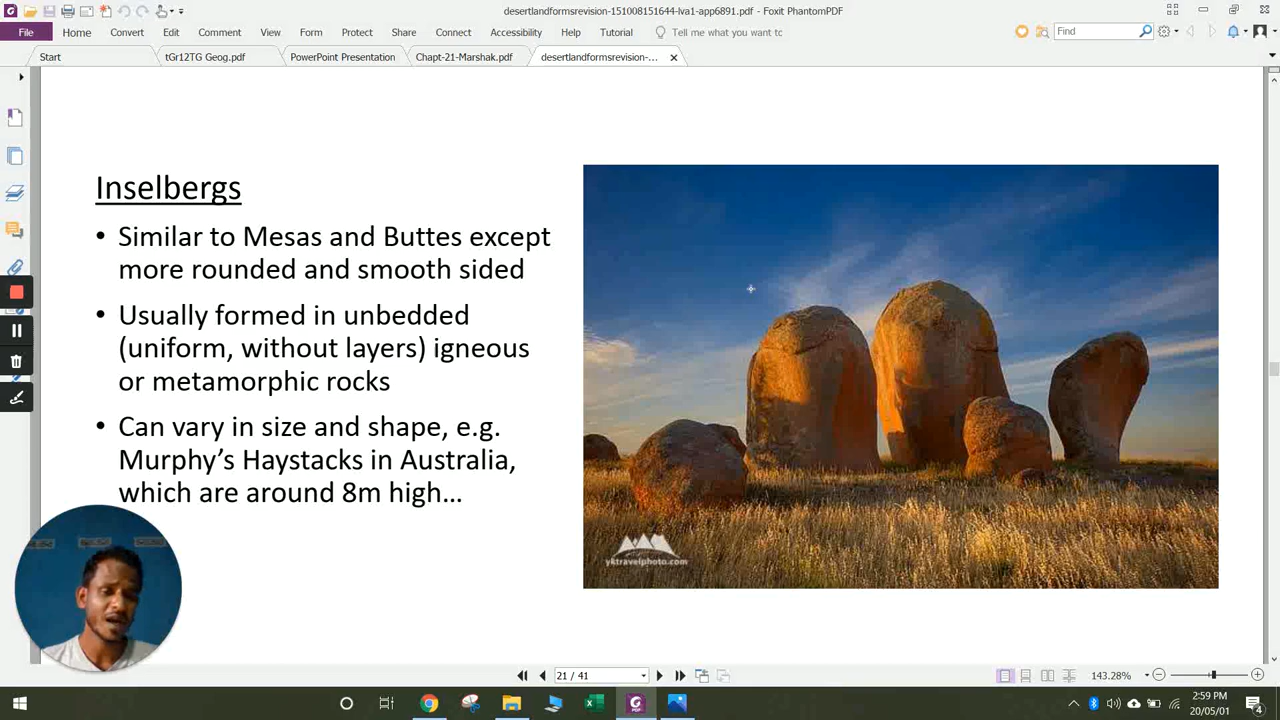 desertlandformsrevision-151008151644-lva1-app6891.pdf - Foxit PhantomPDF
File Home Convert Edit Comment View Form Protect Share Connect Accessibility Help Tutorial Tell me what you want tc Find
Start tGr12TG Geog.pdf PowerPoint Presentation Chapt-21-Marshak.pdf desertlandformsrevision-...
Inselbergs
• Similar to Mesas and Buttes except
more rounded and smooth sided
• Usually formed in unbedded
(uniform, without layers) igneous
or metamorphic rocks
• Can vary in size and shape, e.g.
Murphy’s Haystacks in Australia,
which are around 8m high…
yktravelphoto.com
21 / 41 143.28%
2:59 PM
20/05/01
4